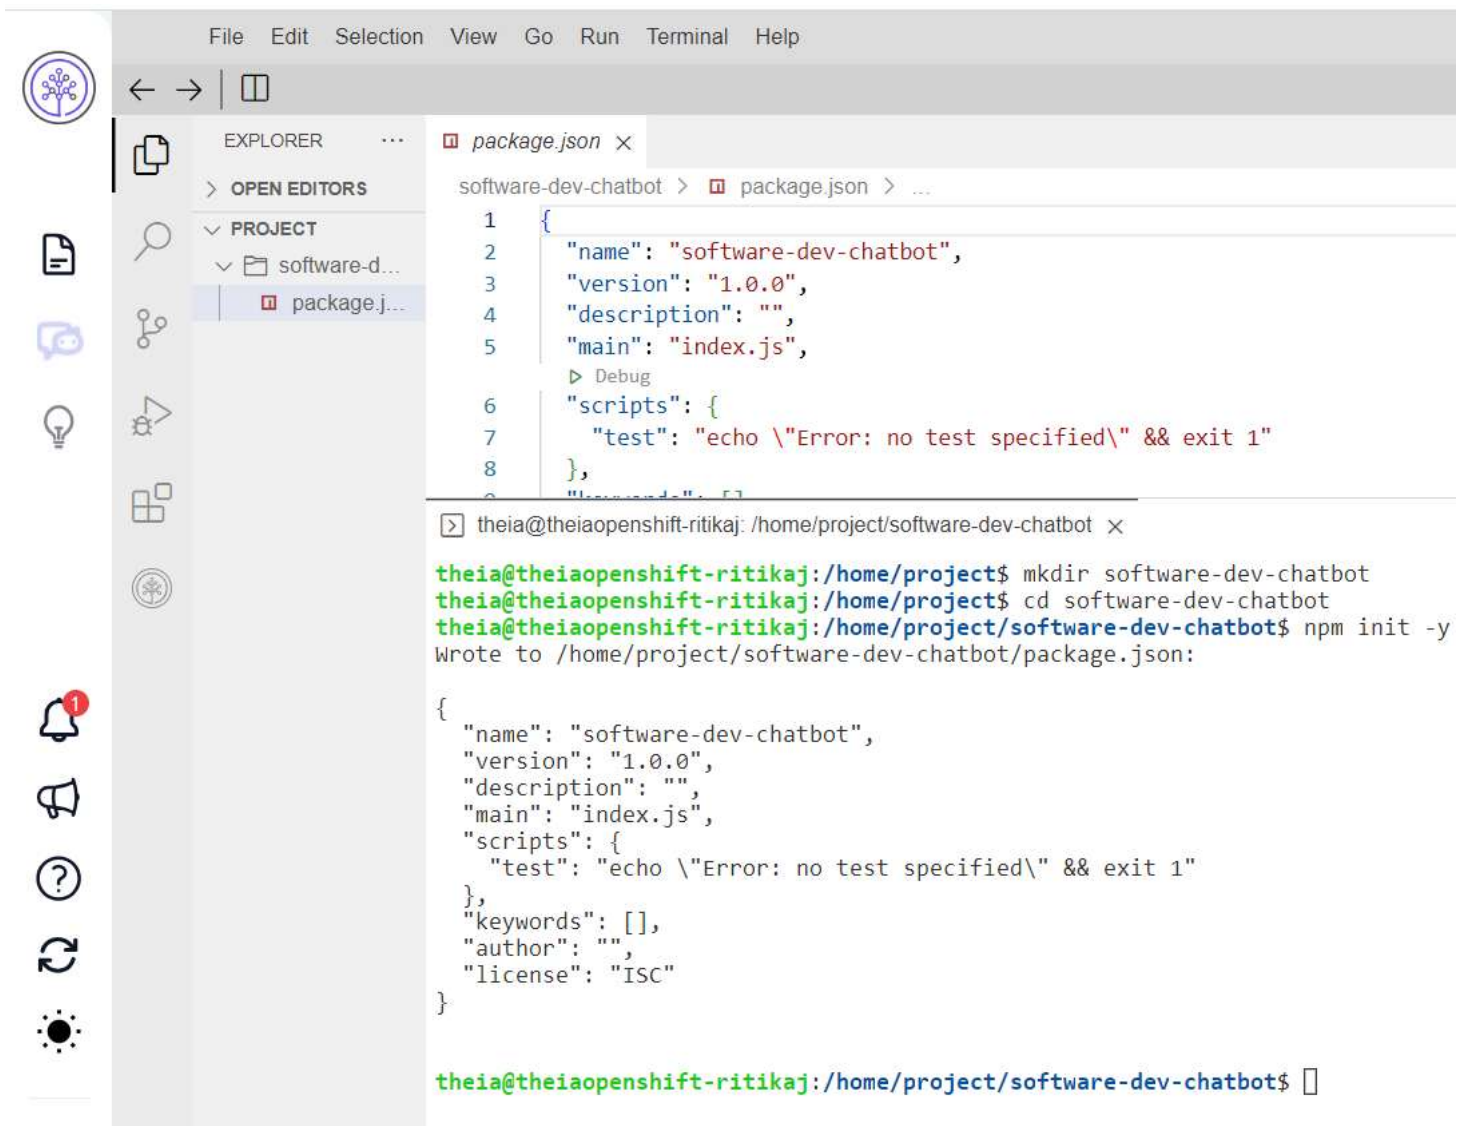 File Edit Selection View Go Run Terminal Help
EXPLORER ...
OPEN EDITORS
PROJECT
software-d...
package.j...
package.json
software-dev-chatbot > package.json > ...
1 {
2 "name": "software-dev-chatbot",
3 "version": "1.0.0",
4 "description": "",
5 "main": "index.js",
Debug
6 "scripts": {
7 "test": "echo \"Error: no test specified\" && exit 1"
8 },
theia@theiaopenshift-ritikaj: /home/project/software-dev-chatbot
theia@theiaopenshift-ritikaj:/home/project$ mkdir software-dev-chatbot
theia@theiaopenshift-ritikaj:/home/project$ cd software-dev-chatbot
theia@theiaopenshift-ritikaj:/home/project/software-dev-chatbot$ npm init -y
Wrote to /home/project/software-dev-chatbot/package.json:
{
"name": "software-dev-chatbot",
"version": "1.0.0",
"description": "",
"main": "index.js",
"scripts": {
"test": "echo \"Error: no test specified\" && exit 1"
},
"keywords": [],
"author": "",
"license": "ISC"
}
theia@theiaopenshift-ritikaj:/home/project/software-dev-chatbot$
1